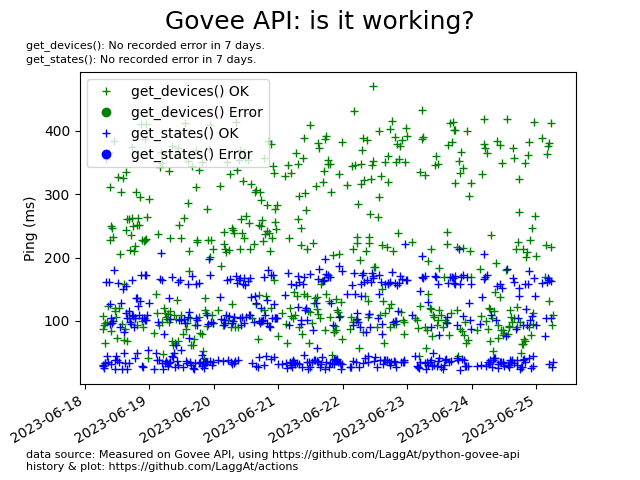 Govee API: is it working?
get_devices(): No recorded error in 7 days.
get_states(): No recorded error in 7 days.
get_devices() OK
get_devices() Error
get_states() OK
get_states() Error
Ping (ms)
400
300
200
100
2023-06-18
2023-06-19
2023-06-20
2023-06-21
2023-06-22
2023-06-23
2023-06-24
2023-06-25
data source: Measured on Govee API, using https://github.com/LaggAt/python-govee-api
history & plot: https://github.com/LaggAt/actions